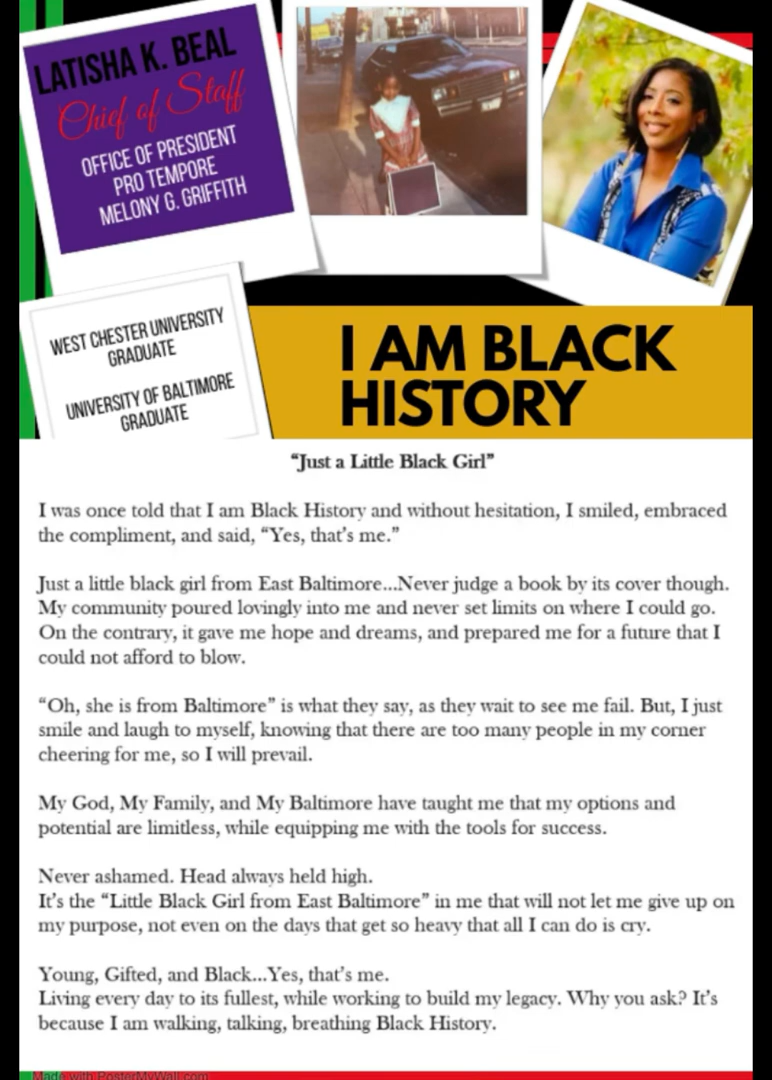 LATISHA K. BEAL
Chief of Staff
OFFICE OF PRESIDENT
PRO TEMPORE
MELONY G. GRIFFITH
WEST CHESTER UNIVERSITY
GRADUATE
UNIVERSITY OF BALTIMORE
GRADUATE
I AM BLACK
HISTORY
“Just a Little Black Girl”
I was once told that I am Black History and without hesitation, I smiled, embraced
the compliment, and said, “Yes, that’s me.”
Just a little black girl from East Baltimore...Never judge a book by its cover though.
My community poured lovingly into me and never set limits on where I could go.
On the contrary, it gave me hope and dreams, and prepared me for a future that I
could not afford to blow.
“Oh, she is from Baltimore” is what they say, as they wait to see me fail. But, I just
smile and laugh to myself, knowing that there are too many people in my corner
cheering for me, so I will prevail.
My God, My Family, and My Baltimore have taught me that my options and
potential are limitless, while equipping me with the tools for success.
Never ashamed. Head always held high.
It’s the “Little Black Girl from East Baltimore” in me that will not let me give up on
my purpose, not even on the days that get so heavy that all I can do is cry.
Young, Gifted, and Black...Yes, that’s me.
Living every day to its fullest, while working to build my legacy. Why you ask? It’s
because I am walking, talking, breathing Black History.
Made with PosterMyWall.com